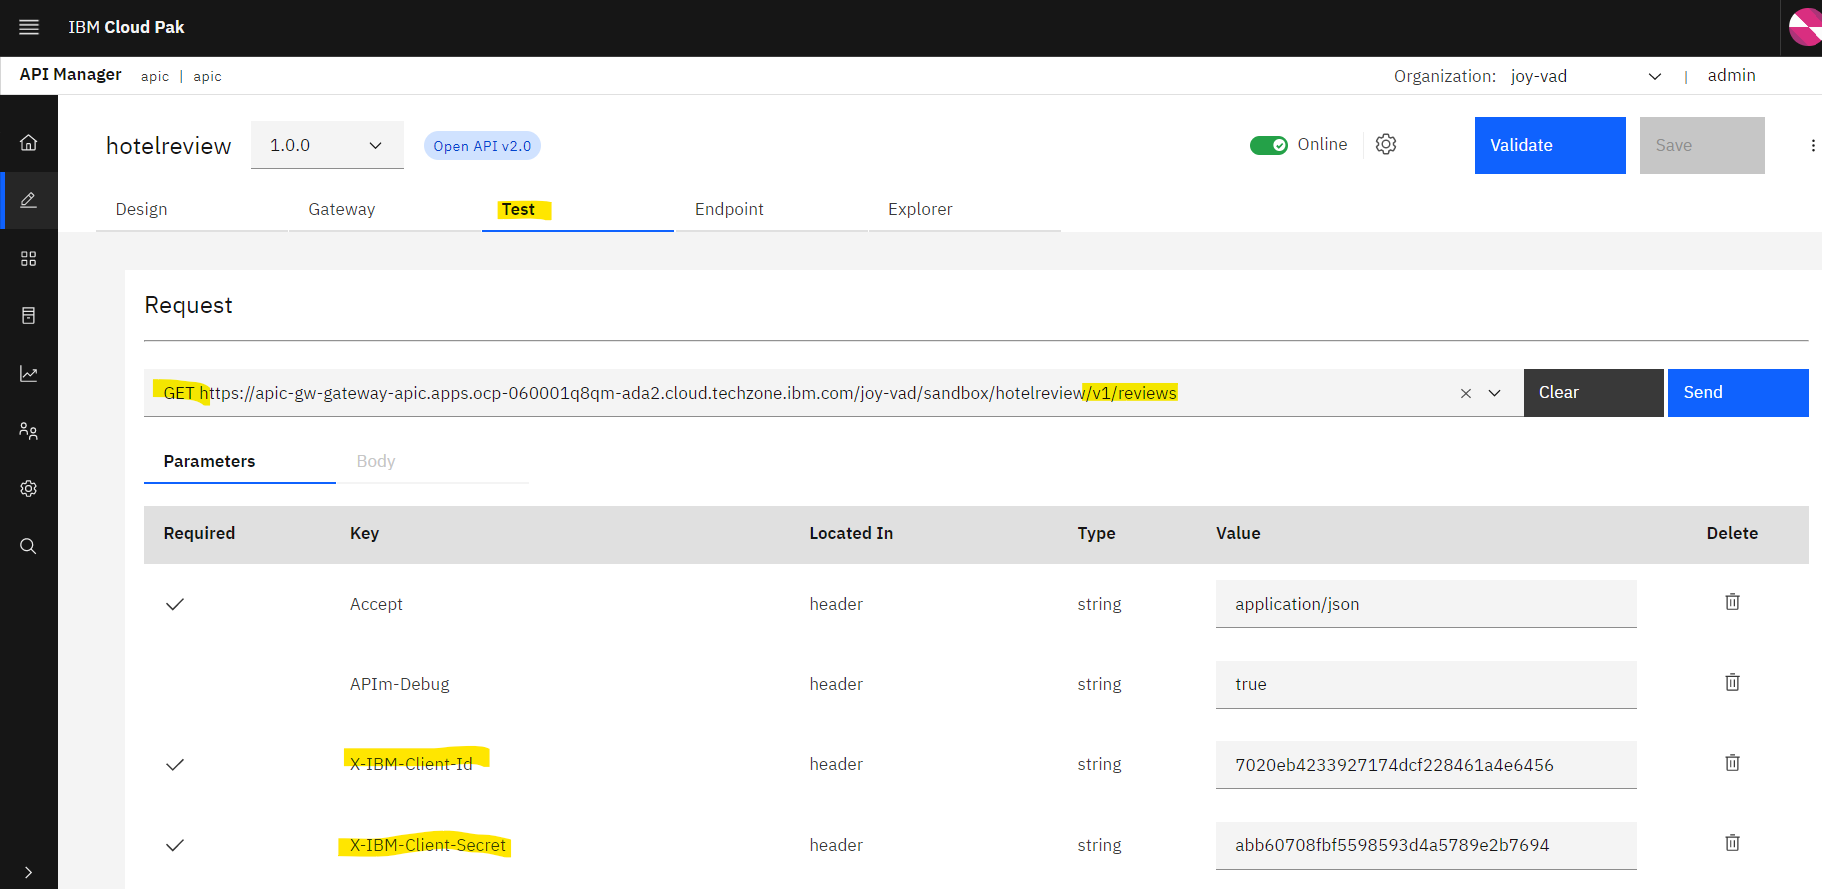 IBM Cloud Pak
API Manager apic | apic Organization: joy-vad | admin
hotelreview 1.0.0 Open API v2.0 Online Validate Save
Design Gateway Test Endpoint Explorer
Request
GET https://apic-gw-gateway-apic.apps.ocp-060001q8qm-ada2.cloud.techzone.ibm.com/joy-vad/sandbox/hotelreview/v1/reviews Clear Send
Parameters Body
Required Key Located In Type Value Delete
Accept header string application/json
APIm-Debug header string true
X-IBM-Client-Id header string 7020eb4233927174dcf228461a4e6456
X-IBM-Client-Secret header string abb60708fbf5598593d4a5789e2b7694